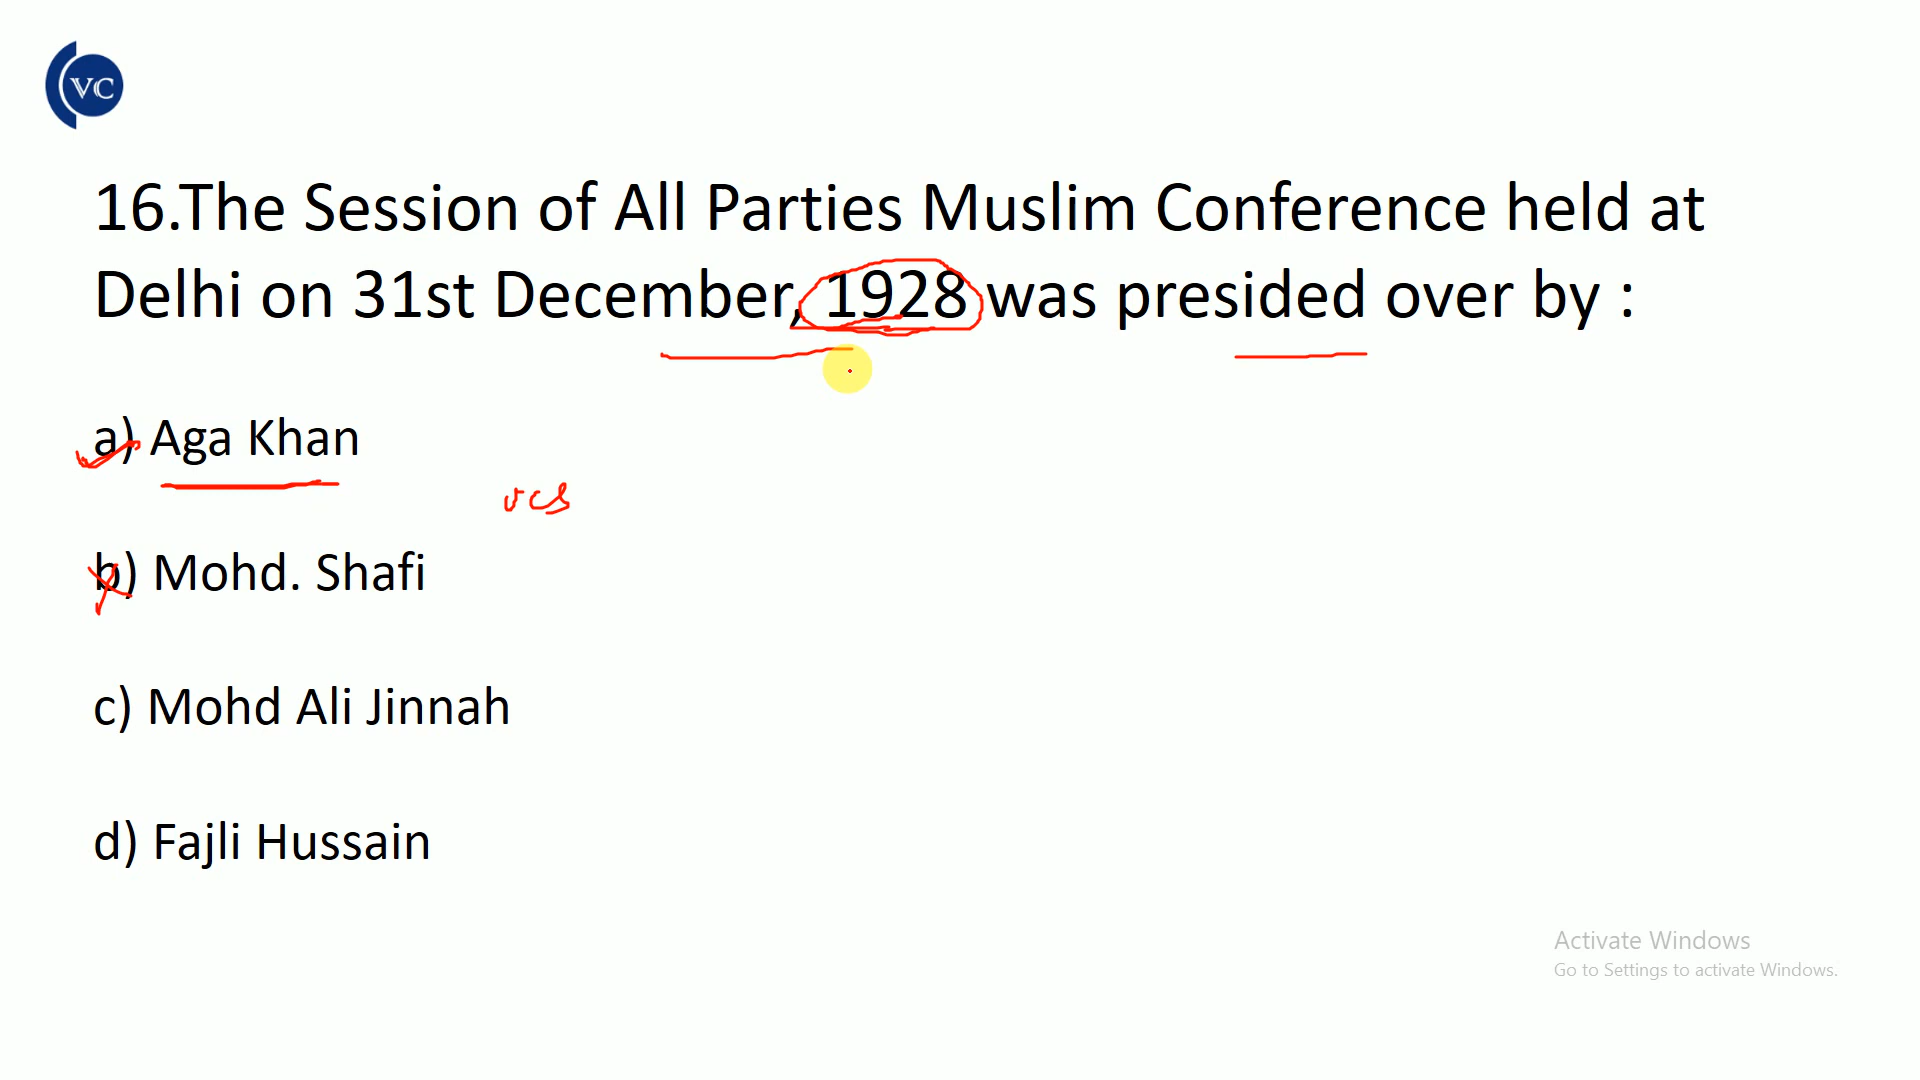 VC
16.The Session of All Parties Muslim Conference held at
Delhi on 31st December, 1928 was presided over by :
a) Aga Khan
vcs
b) Mohd. Shafi
c) Mohd Ali Jinnah
d) Fajli Hussain
Activate Windows
Go to Settings to activate Windows.